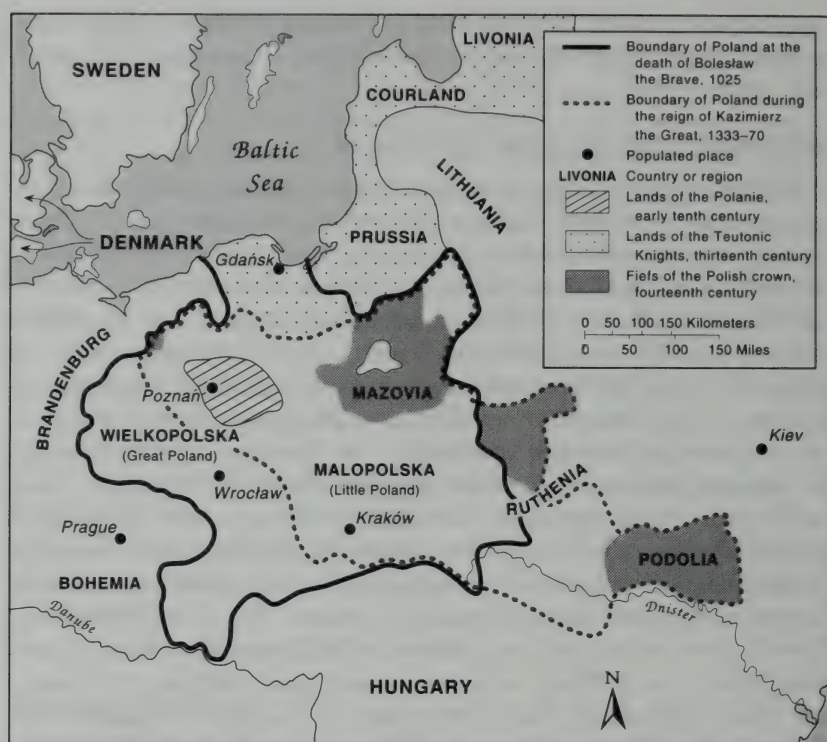 LIVONIA
SWEDEN
COURLAND
Baltic
Sea
LITHUANIA
DENMARK
PRUSSIA
Gdańsk
BRANDENBURG
Poznań
MAZOVIA
WIELKOPOLSKA
(Great Poland)
Kiev
MALOPOLSKA
(Little Poland)
Wrocław
RUTHENIA
Kraków
Prague
PODOLIA
BOHEMIA
Danube
Dnister
HUNGARY
N
Boundary of Poland at the
death of Bolesław
the Brave, 1025
Boundary of Poland during
the reign of Kazimierz
the Great, 1333–70
Populated place
LIVONIA Country or region
Lands of the Polanie,
early tenth century
Lands of the Teutonic
Knights, thirteenth century
Fiefs of the Polish crown,
fourteenth century
0 50 100 150 Kilometers
0 50 100 150 Miles